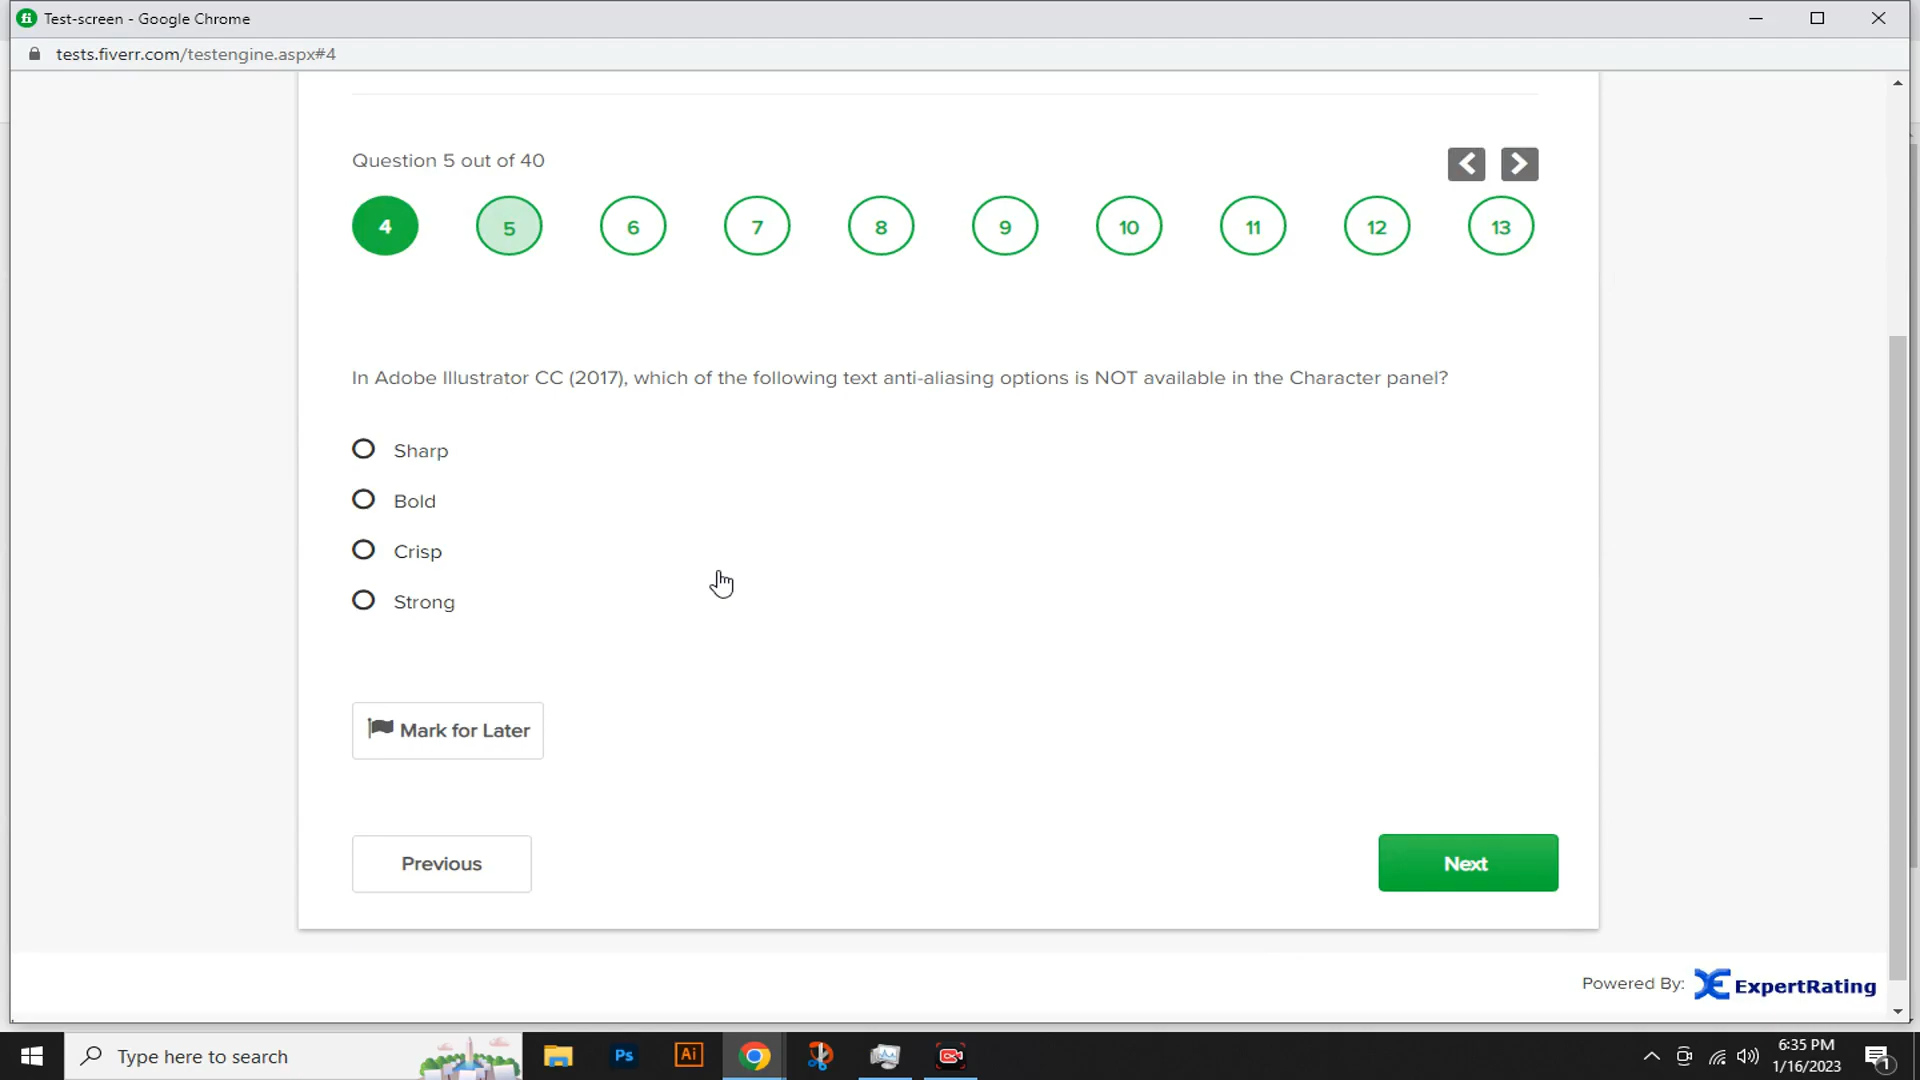 Test-screen - Google Chrome
tests.fiverr.com/testengine.aspx#4
Question 5 out of 40
4 5 6 7 8 9 10 11 12 13
In Adobe Illustrator CC (2017), which of the following text anti-aliasing options is NOT available in the Character panel?
Sharp
Bold
Crisp
Strong
Mark for Later
Previous
Next
Powered By: ExpertRating
Type here to search
Ps
Ai
6:35 PM
1/16/2023
1